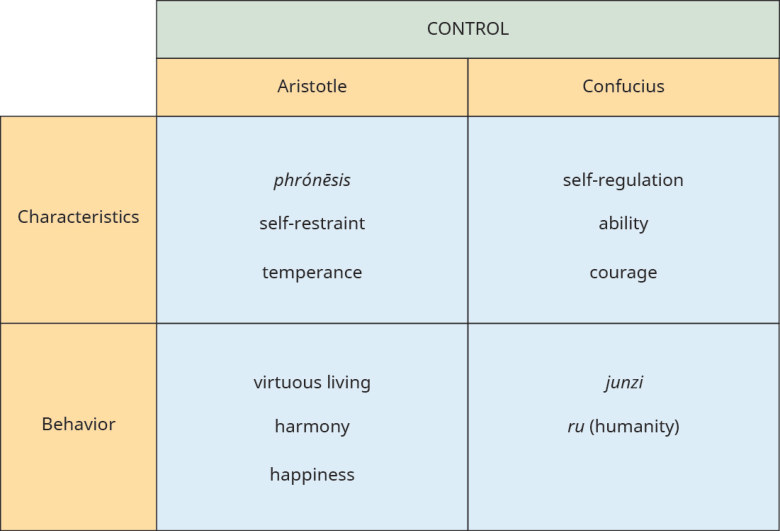 CONTROL
Aristotle
Confucius
Characteristics
phrónēsis
self-restraint
temperance
self-regulation
ability
courage
Behavior
virtuous living
harmony
happiness
junzi
ru (humanity)